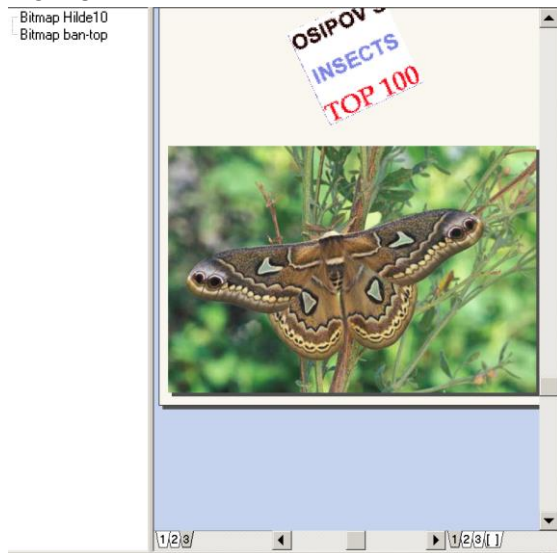 Bitmap Hilde10
Bitmap ban-top
OSIPOV'S
INSECTS
TOP 100
1 2 3
1 2 3 [ ]